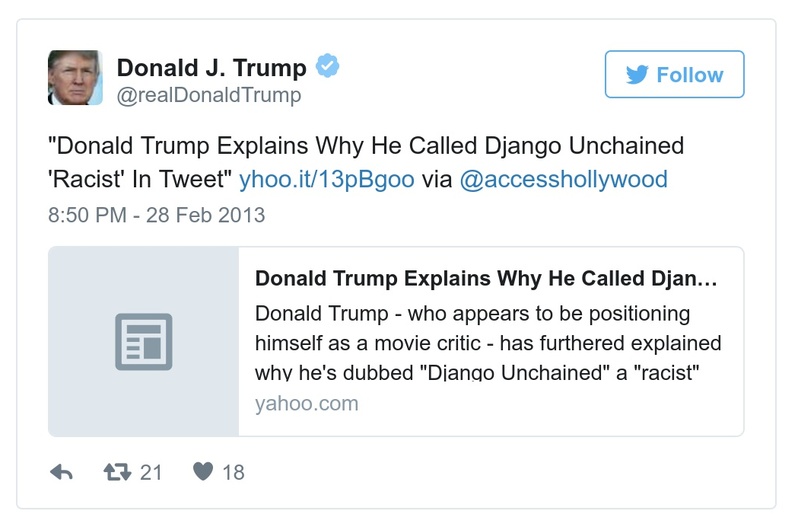 Donald J. Trump
@realDonaldTrump
Follow
"Donald Trump Explains Why He Called Django Unchained
'Racist' In Tweet" yhoo.it/13pBgoo via @accesshollywood
8:50 PM - 28 Feb 2013
Donald Trump Explains Why He Called Djan…
Donald Trump - who appears to be positioning
himself as a movie critic - has furthered explained
why he's dubbed "Django Unchained" a "racist"
yahoo.com
21 18